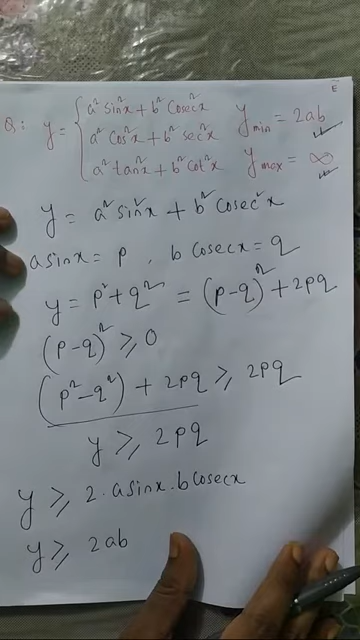 E
Q: y = { a² sin²x + b² Cosec²x
a² Cos²x + b² sec²x
a² tan²x + b² Cot²x
y min = 2ab
y max = ∞
y = a² sin²x + b² cosec²x
a sinx = p , b cosecx = q
y = p² + q² = (p-q)² + 2pq
(p-q)² ≥ 0
(p² - q²) + 2pq ≥ 2pq
y ≥ 2pq
y ≥ 2 · asinx · b cosecx
y ≥ 2ab